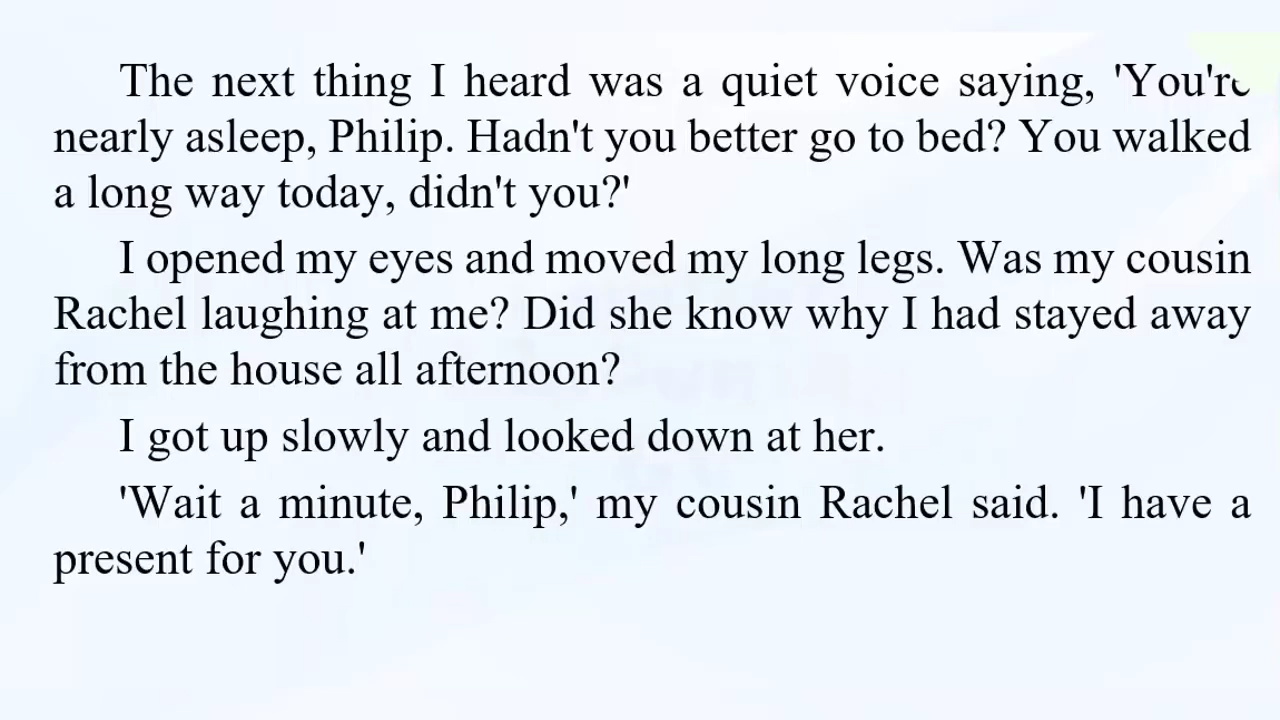 The next thing I heard was a quiet voice saying, 'You're
nearly asleep, Philip. Hadn't you better go to bed? You walked
a long way today, didn't you?'
I opened my eyes and moved my long legs. Was my cousin
Rachel laughing at me? Did she know why I had stayed away
from the house all afternoon?
I got up slowly and looked down at her.
'Wait a minute, Philip,' my cousin Rachel said. 'I have a
present for you.'